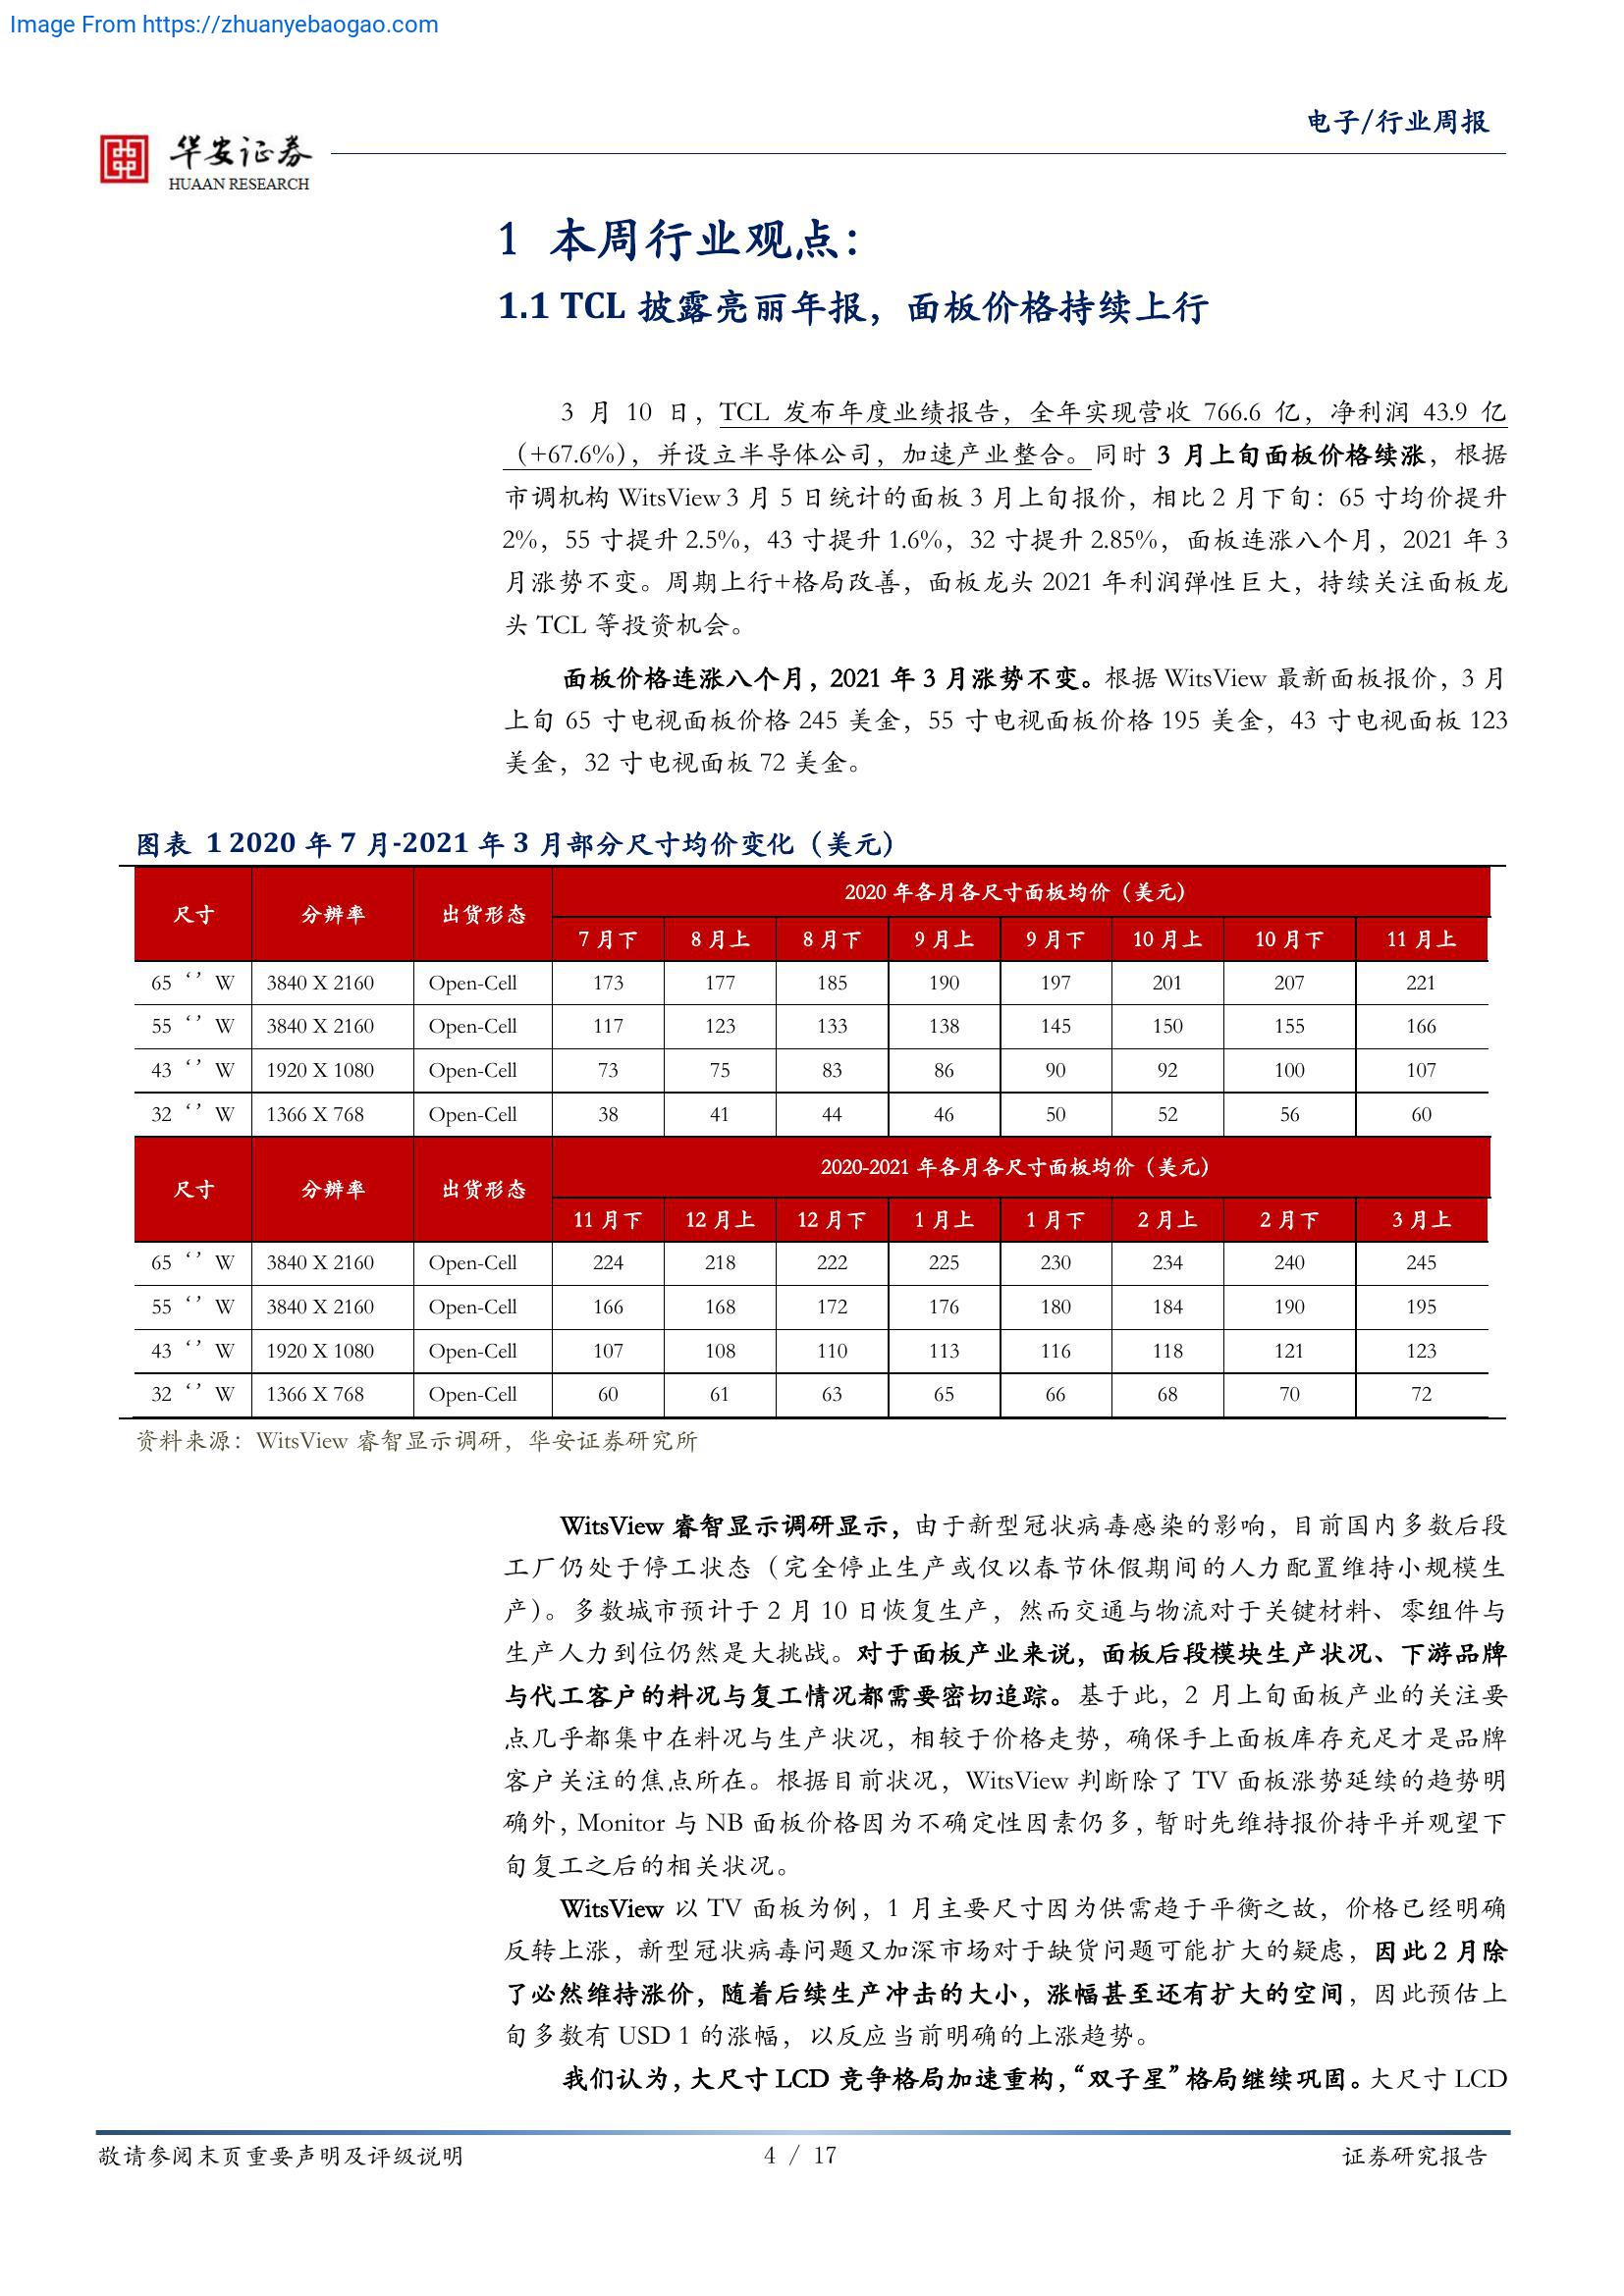 Image From https://zhuanyebaogao.com
电子/行业周报
华安证券
HUAAN RESEARCH
1 本周行业观点：
1.1 TCL 披露亮丽年报，面板价格持续上行
3 月 10 日，TCL 发布年度业绩报告，全年实现营收 766.6 亿，净利润 43.9 亿
（+67.6%），并设立半导体公司，加速产业整合。同时 3 月上旬面板价格续涨，根据
市调机构 WitsView 3 月 5 日统计的面板 3 月上旬报价，相比 2 月下旬：65 寸均价提升
2%，55 寸提升 2.5%，43 寸提升 1.6%，32 寸提升 2.85%，面板连涨八个月，2021 年 3
月涨势不变。周期上行+格局改善，面板龙头 2021 年利润弹性巨大，持续关注面板龙
头 TCL 等投资机会。
面板价格连涨八个月，2021 年 3 月涨势不变。根据 WitsView 最新面板报价，3 月
上旬 65 寸电视面板价格 245 美金，55 寸电视面板价格 195 美金，43 寸电视面板 123
美金，32 寸电视面板 72 美金。
图表 1 2020 年 7 月-2021 年 3 月部分尺寸均价变化（美元）
尺寸 分辨率 出货形态 2020 年各月各尺寸面板均价（美元）
7 月下 8 月上 8 月下 9 月上 9 月下 10 月上 10 月下 11 月上
65 ‘’ W 3840 X 2160 Open-Cell 173 177 185 190 197 201 207 221
55 ‘’ W 3840 X 2160 Open-Cell 117 123 133 138 145 150 155 166
43 ‘’ W 1920 X 1080 Open-Cell 73 75 83 86 90 92 100 107
32 ‘’ W 1366 X 768 Open-Cell 38 41 44 46 50 52 56 60
尺寸 分辨率 出货形态 2020-2021 年各月各尺寸面板均价（美元）
11 月下 12 月上 12 月下 1 月上 1 月下 2 月上 2 月下 3 月上
65 ‘’ W 3840 X 2160 Open-Cell 224 218 222 225 230 234 240 245
55 ‘’ W 3840 X 2160 Open-Cell 166 168 172 176 180 184 190 195
43 ‘’ W 1920 X 1080 Open-Cell 107 108 110 113 116 118 121 123
32 ‘’ W 1366 X 768 Open-Cell 60 61 63 65 66 68 70 72
资料来源：WitsView 睿智显示调研，华安证券研究所
WitsView 睿智显示调研显示，由于新型冠状病毒感染的影响，目前国内多数后段
工厂仍处于停工状态（完全停止生产或仅以春节休假期间的人力配置维持小规模生
产）。多数城市预计于 2 月 10 日恢复生产，然而交通与物流对于关键材料、零组件与
生产人力到位仍然是大挑战。对于面板产业来说，面板后段模块生产状况、下游品牌
与代工客户的料况与复工情况都需要密切追踪。基于此，2 月上旬面板产业的关注要
点几乎都集中在料况与生产状况，相较于价格走势，确保手上面板库存充足才是品牌
客户关注的焦点所在。根据目前状况，WitsView 判断除了 TV 面板涨势延续的趋势明
确外，Monitor 与 NB 面板价格因为不确定性因素仍多，暂时先维持报价持平并观望下
旬复工之后的相关状况。
WitsView 以 TV 面板为例，1 月主要尺寸因为供需趋于平衡之故，价格已经明确
反转上涨，新型冠状病毒问题又加深市场对于缺货问题可能扩大的疑虑，因此 2 月除
了必然维持涨价，随着后续生产冲击的大小，涨幅甚至还有扩大的空间，因此预估上
旬多数有 USD 1 的涨幅，以反应当前明确的上涨趋势。
我们认为，大尺寸 LCD 竞争格局加速重构，“双子星”格局继续巩固。大尺寸 LCD
敬请参阅末页重要声明及评级说明
4 / 17
证券研究报告